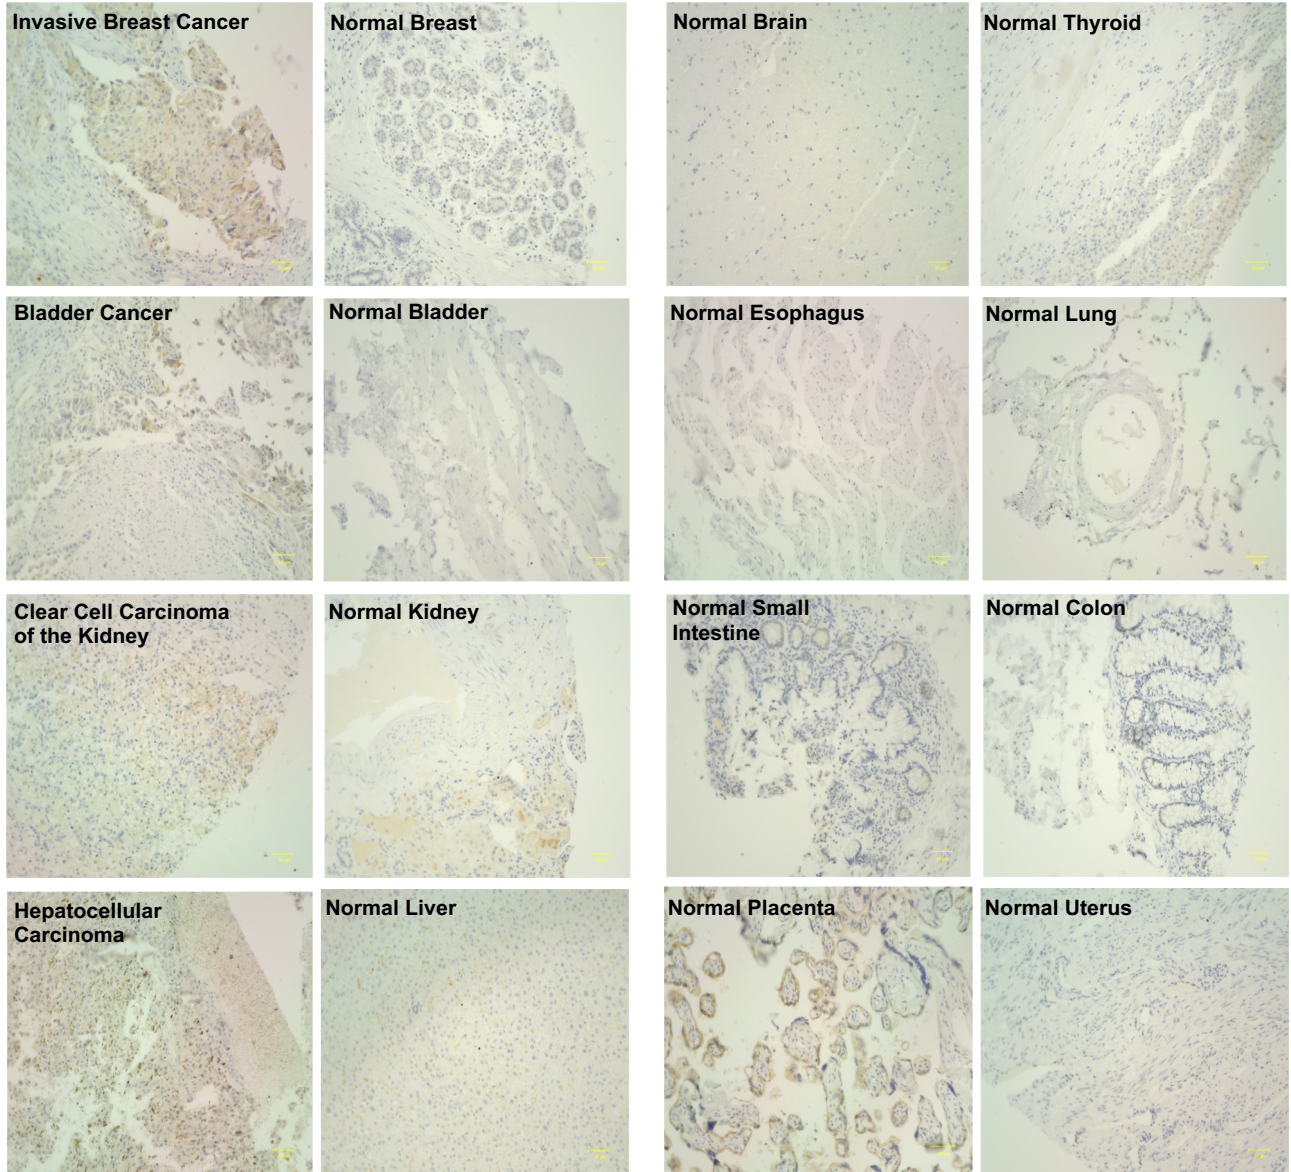 Invasive Breast Cancer
Normal Breast
Normal Brain
Normal Thyroid
Bladder Cancer
Normal Bladder
Normal Esophagus
Normal Lung
Clear Cell Carcinoma
of the Kidney
Normal Kidney
Normal Small
Intestine
Normal Colon
Hepatocellular
Carcinoma
Normal Liver
Normal Placenta
Normal Uterus